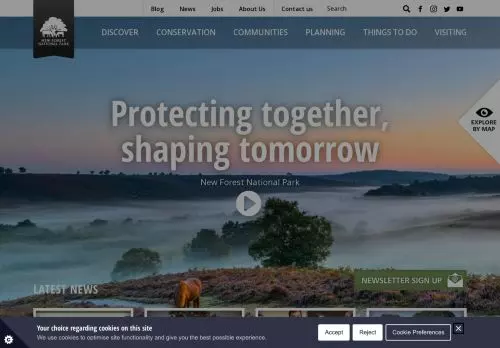 Blog News Jobs About Us Contact us Search
NEW FOREST
NATIONAL PARK
DISCOVER CONSERVATION COMMUNITIES PLANNING THINGS TO DO VISITING
Protecting together,
shaping tomorrow
New Forest National Park
EXPLORE
BY MAP
LATEST NEWS
NEWSLETTER SIGN UP
Your choice regarding cookies on this site
We use cookies to optimise site functionality and give you the best possible experience.
Accept Reject Cookie Preferences